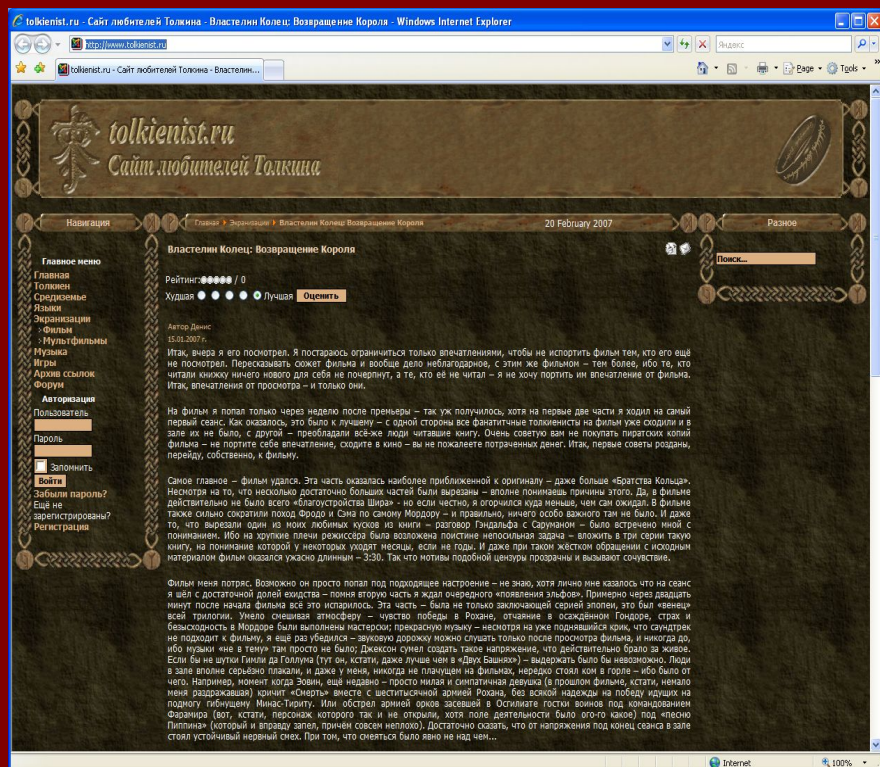 tolkienist.ru - Сайт любителей Толкина - Властелин Колец: Возвращение Короля - Windows Internet Explorer
http://www.tolkienist.ru
Яндекс
tolkienist.ru - Сайт любителей Толкина - Властелин...
Page
Tools
tolkienist.ru
Сайт любителей Толкина
Навигация
Главная
Экранизации
Властелин Колец: Возвращение Короля
20 February 2007
Разное
Главное меню
Главная
Толкиен
Средиземье
Языки
Экранизации
Фильм
Мультфильмы
Музыка
Игры
Архив ссылок
Форум
Авторизация
Пользователь
Пароль
Запомнить
Войти
Забыли пароль?
Ещё не
зарегистрированы?
Регистрация
Властелин Колец: Возвращение Короля
Рейтинг: / 0
Худшая Лучшая Оценить
Автор Денис
15.01.2007 г.
Итак, вчера я его посмотрел. Я постараюсь ограничиться только впечатлениями, чтобы не испортить фильм тем, кто его ещё
не посмотрел. Пересказывать сюжет фильма и вообще дело неблагодарное, с этим же фильмом – тем более, ибо те, кто
читали книжку ничего нового для себя не почерпнут, а те, кто её не читал – я не хочу портить им впечатление от фильма.
Итак, впечатления от просмотра – и только они.
На фильм я попал только через неделю после премьеры – так уж получилось, хотя на первые две части я ходил на самый
первый сеанс. Как оказалось, это было к лучшему – с одной стороны все фанатичные толкиенисты на фильм уже сходили и в
зале их не было, с другой – преобладали всё-же люди читавшие книгу. Очень советую вам не покупать пиратских копий
фильма – не портите себе впечатление, сходите в кино – вы не пожалеете потраченных денег. Итак, первые советы розданы,
перейду, собственно, к фильму.
Самое главное – фильм удался. Эта часть оказалась наиболее приближенной к оригиналу – даже больше «Братства Кольца».
Несмотря на то, что несколько достаточно больших частей были вырезаны – вполне понимаешь причины этого. Да, в фильме
действительно не было всего «благоустройства Шира» - но если честно, я огорчился куда меньше, чем сам ожидал. В фильме
также сильно сократили поход Фродо и Сэма по самому Мордору – и правильно, ничего особо важного там не было. И даже
то, что вырезали один из моих любимых кусков из книги – разговор Гэндальфа с Саруманом – было встречено мной с
пониманием. Ибо на хрупкие плечи режиссёра была возложена поистине непосильная задача – вложить в три серии такую
книгу, на понимание которой у некоторых уходят месяцы, если не годы. И даже при таком жёстком обращении с исходным
материалом фильм оказался ужасно длинным – 3:30. Так что мотивы подобной цензуры прозрачны и вызывают сочувствие.
Фильм меня потряс. Возможно он просто попал под подходящее настроение – не знаю, хотя лично мне казалось что на сеанс
я шёл с достаточной долей ехидства – помня вторую часть я ждал очередного «появления эльфов». Примерно через двадцать
минут после начала фильма всё это испарилось. Эта часть – была не только заключающей серией эпопеи, это был «венец»
всей трилогии. Умело смешивая атмосферу – чувство победы в Рохане, отчаяние в осаждённом Гондоре, страх и
безысходность в Мордоре были выполнены мастерски; прекрасную музыку – несмотря на уже поднявшийся крик, что саундтрек
не подходит к фильму, я ещё раз убедился – звуковую дорожку можно слушать только после просмотра фильма, и никогда до,
ибо музыки «не в тему» там просто не было; Джексон сумел создать такое напряжение, что действительно брало за живое.
Если бы не шутки Гимли да Голлума (тут он, кстати, даже лучше чем в «Двух Башнях») – выдержать было бы невозможно. Люди
в зале вполне серьёзно плакали, и даже у меня, никогда не плачущем на фильмах, нередко стоял ком в горле – ибо было от
чего. Например, момент когда Эовин, ещё недавно – просто милая и симпатичная девушка (в прошлом фильме, кстати, немало
меня раздражавшая) кричит «Смерть» вместе с шеститысячной армией Рохана, без всякой надежды на победу идущих на
подмогу гибнущему Минас-Тириту. Или обстрел армией орков засевшей в Осгилиате гостки воинов под командованием
Фарамира (вот, кстати, персонаж которого так и не открыли, хотя поле деятельности было ого-го какое) под «песню
Пиппина» (который и вправду запел, причём совсем неплохо). Достаточно сказать, что от напряжения под конец сеанса в зале
стоял устойчивый нервный смех. При том, что смеяться было явно не над чем...
Поиск...
Internet
100%